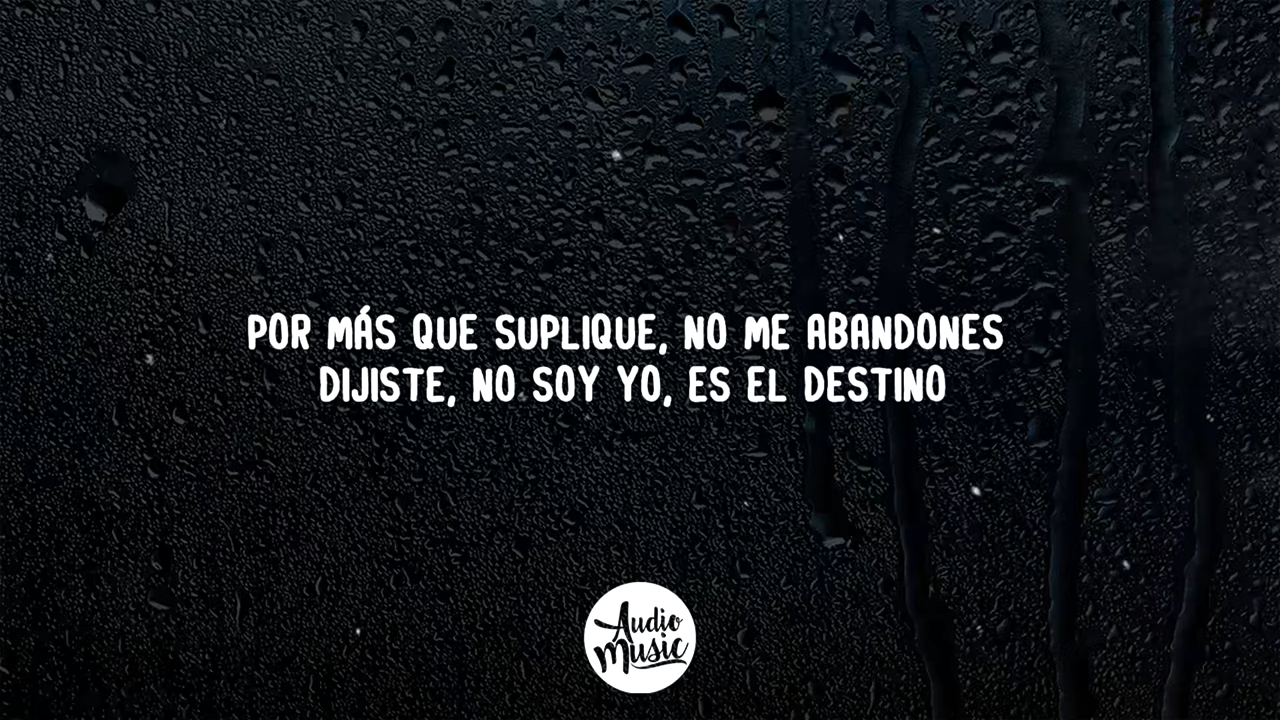 POR MÁS QUE SUPLIQUE, NO ME ABANDONES
DIJISTE, NO SOY YO, ES EL DESTINO
Audio
Music